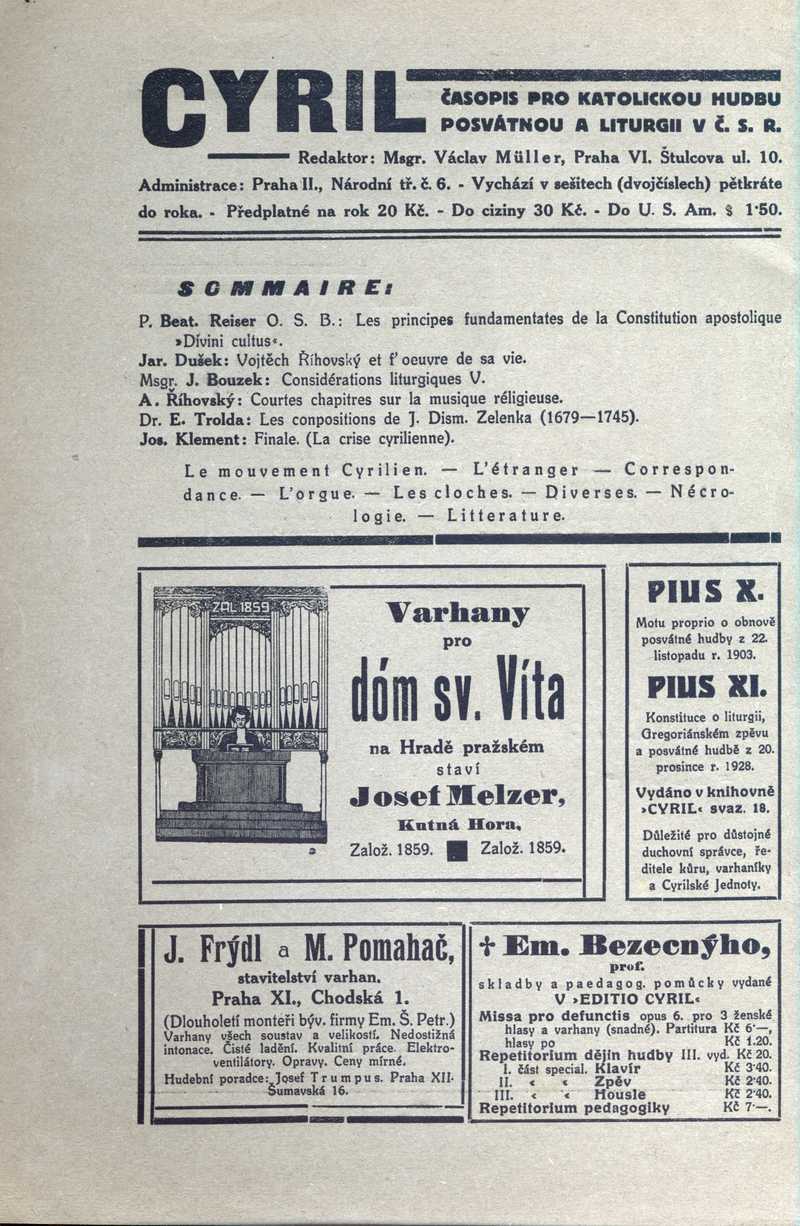 CYRIL
ČASOPIS PRO KATOLICKOU HUDBU
POSVÁTNOU A LITURGII V Č. S. R.
Redaktor: Msgr. Václav Müller, Praha VI. Štulcova ul. 10.
Administrace: Praha II., Národní tř. č. 6. - Vychází v sešitech (dvojčíslech) pětkráte
do roka. - Předplatné na rok 20 Kč. - Do ciziny 30 Kč. - Do U. S. Am. $ 1·50.
SOMMAIRE:
P. Beat. Reiser O. S. B.: Les principes fundamentates de la Constitution apostolique
»Divini cultus«.
Jar. Dušek: Vojtěch Říhovský et f'oeuvre de sa vie.
Msgr. J. Bouzek: Considérations liturgiques V.
A. Říhovský: Courtes chapitres sur la musique réligieuse.
Dr. E. Trolda: Les conpositions de J. Dism. Zelenka (1679—1745).
Jos. Klement: Finale. (La crise cyrilienne).
Le mouvement Cyrilien. — L'étranger — Correspon-
dance. — L'orgue. — Les cloches. — Diverses. — Nécro-
logie. — Litterature.
ZAL. 1859
Varhany
pro
dóm sv. Víta
na Hradě pražském
staví
Josef Melzer,
Kutná Hora,
Založ. 1859. Založ. 1859.
PIUS X.
Motu proprio o obnově
posvátné hudby z 22.
listopadu r. 1903.
PIUS XI.
Konstituce o liturgii,
Gregoriánském zpěvu
a posvátné hudbě z 20.
prosince r. 1928.
Vydáno v knihovně
»CYRIL« svaz. 18.
Důležité pro důstojné
duchovní správce, ře-
ditele kůru, varhaníky
a Cyrilské Jednoty.
J. Frýdl a M. Pomahač,
stavitelství varhan.
Praha XI., Chodská 1.
(Dlouholetí monteři býv. firmy Em. Š. Petr.)
Varhany všech soustav a velikostí. Nedostižná
intonace. Čisté ladění. Kvalitní práce. Elektro-
ventilátory. Opravy. Ceny mírné.
Hudební poradce: Josef Trumpus. Praha XII-
Šumavská 16.
† Em. Bezecnýho,
prof.
skladby a paedagog. pomůcky vydané
V »EDITIO CYRIL«
Missa pro defunctis opus 6. pro 3 ženské
hlasy a varhany (snadné). Partitura Kč 6·—,
hlasy po Kč 1.20.
Repetitorium dějin hudby III. vyd. Kč 20.
I. část special. Klavír Kč 3·40.
II. « « Zpěv Kč 2·40.
III. « « Housle Kč 2·40.
Repetitorium pedagogiky Kč 7·—.